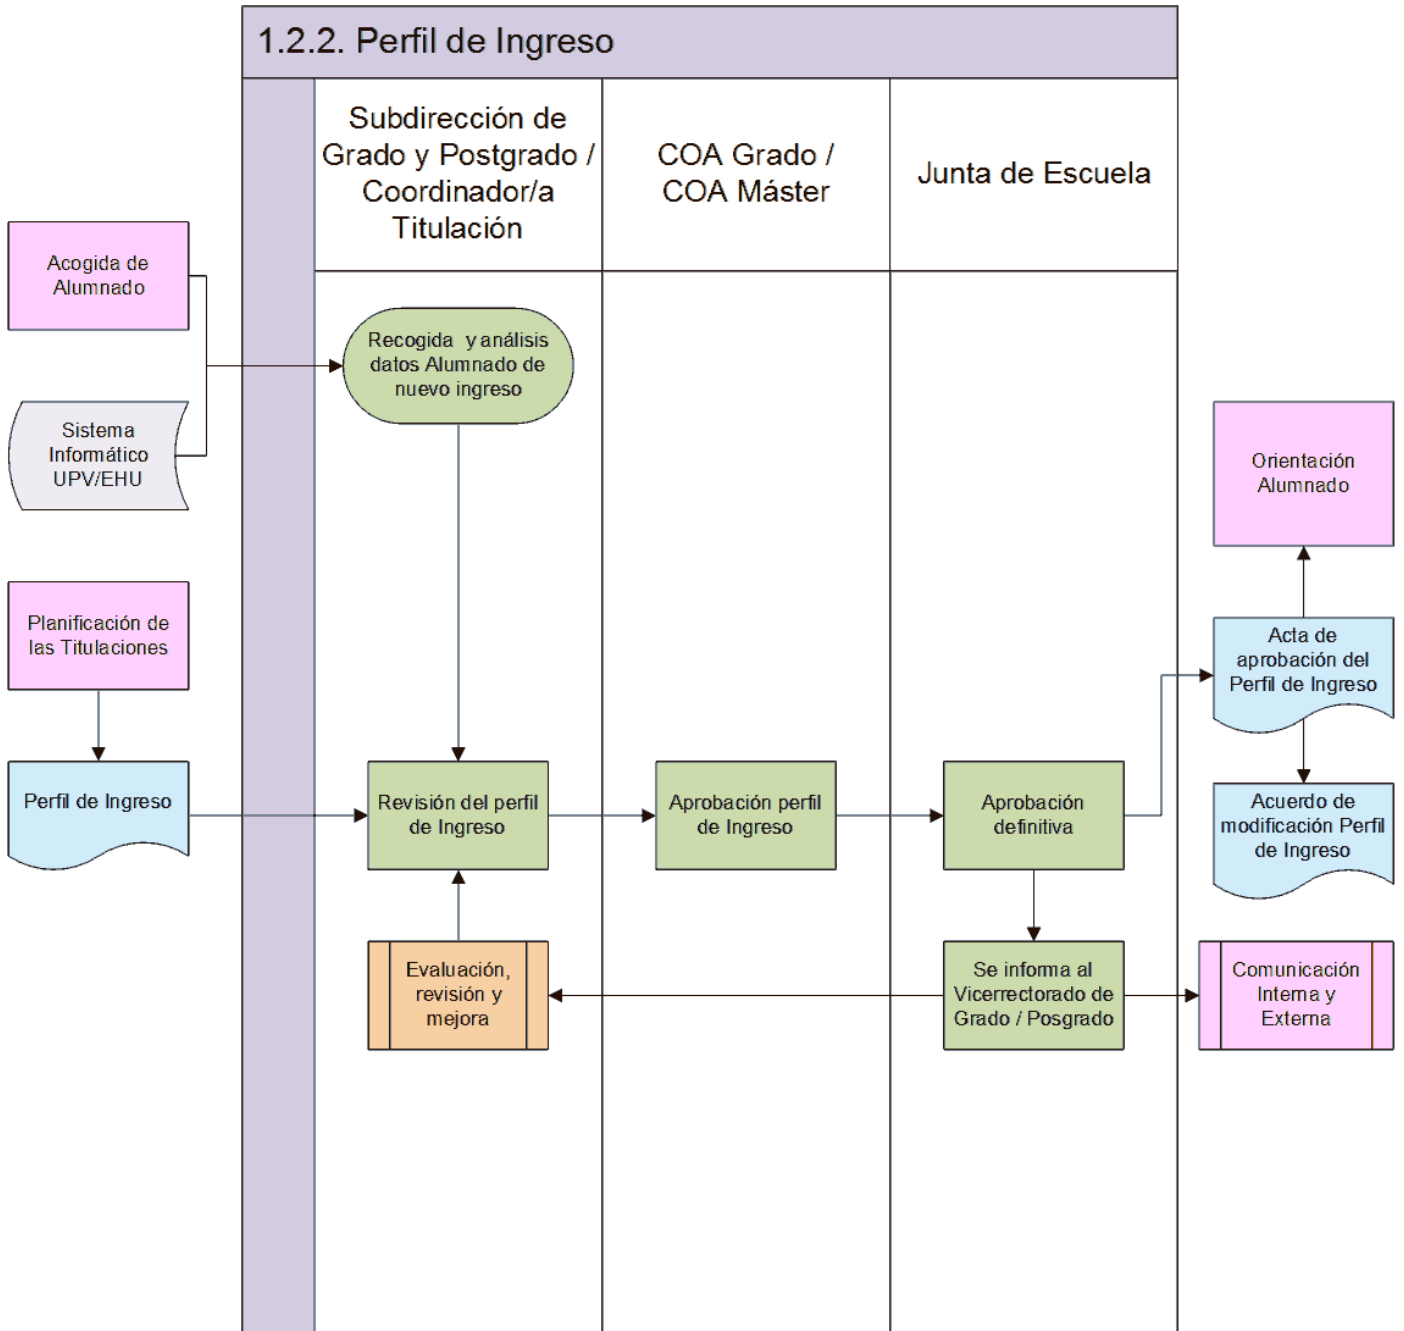 1.2.2. Perfil de Ingreso
Subdirección de
Grado y Postgrado /
Coordinador/a
Titulación
COA Grado /
COA Máster
Junta de Escuela
Acogida de
Alumnado
Recogida y análisis
datos Alumnado de
nuevo ingreso
Sistema
Informático
UPV/EHU
Orientación
Alumnado
Planificación de
las Titulaciones
Acta de
aprobación del
Perfil de Ingreso
Perfil de Ingreso
Revisión del perfil
de Ingreso
Aprobación perfil
de Ingreso
Aprobación
definitiva
Acuerdo de
modificación Perfil
de Ingreso
Evaluación,
revisión y
mejora
Se informa al
Vicerrectorado de
Grado / Posgrado
Comunicación
Interna y
Externa